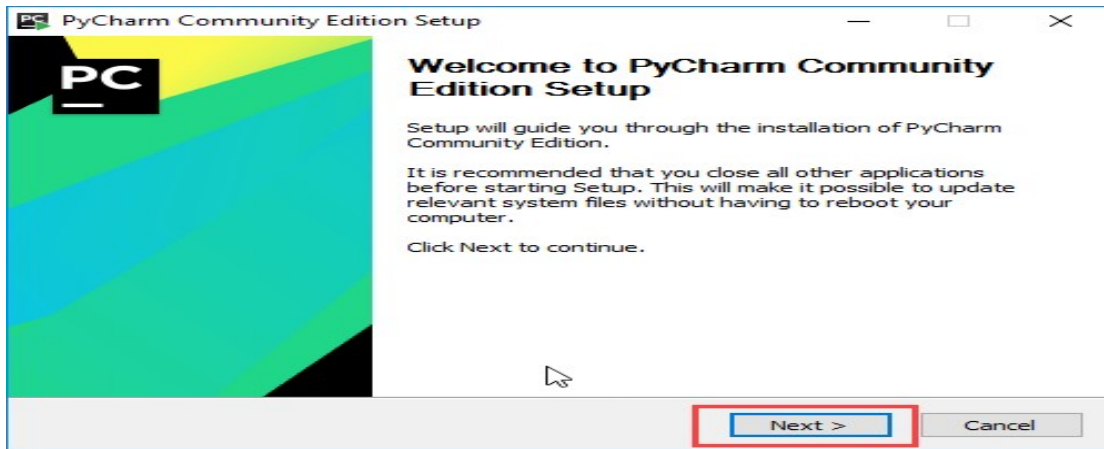 PyCharm Community Edition Setup
PC
Welcome to PyCharm Community
Edition Setup
Setup will guide you through the installation of PyCharm
Community Edition.
It is recommended that you close all other applications
before starting Setup. This will make it possible to update
relevant system files without having to reboot your
computer.
Click Next to continue.
Next >
Cancel